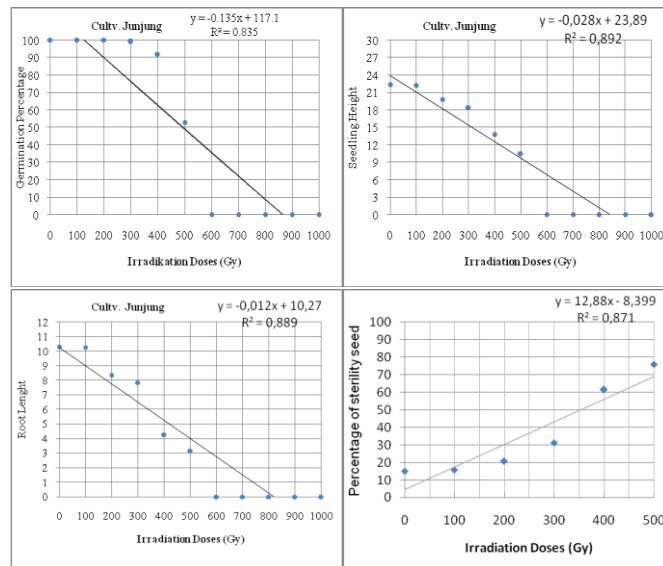 Cultv. Junjung
y = -0.135x + 117.1
R² = 0.835
Germination Percentage
100
90
80
70
60
50
40
30
20
10
0
0 100 200 300 400 500 600 700 800 900 1000
Irradikation Doses (Gy)
Cultv. Junjung
y = -0,028x + 23,89
R² = 0,892
Seedling Height
30
27
24
21
18
15
12
9
6
3
0
0 100 200 300 400 500 600 700 800 900 1000
Irradiation Doses (Gy)
Cultv. Junjung
y = -0,012x + 10,27
R² = 0,889
Root Lenght
12
11
10
9
8
7
6
5
4
3
2
1
0
0 100 200 300 400 500 600 700 800 900 1000
Irradiation Doses (Gy)
y = 12,88x - 8,399
R² = 0,871
Percentage of sterility seed
100
90
80
70
60
50
40
30
20
10
0
0 100 200 300 400 500
Irradiation Doses (Gy)